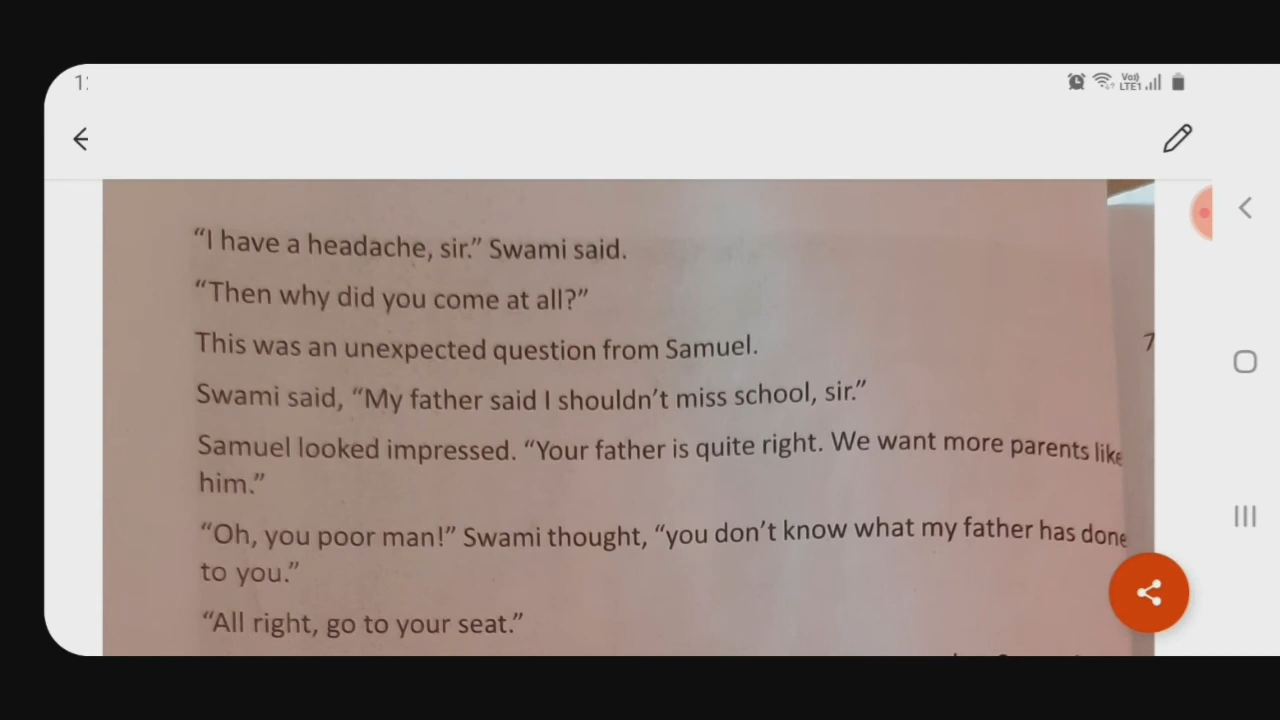 Vo))
LTE1
"I have a headache, sir." Swami said.
"Then why did you come at all?"
7
This was an unexpected question from Samuel.
Swami said, "My father said I shouldn't miss school, sir."
Samuel looked impressed. "Your father is quite right. We want more parents like
him."
"Oh, you poor man!" Swami thought, "you don't know what my father has done
to you."
"All right, go to your seat."